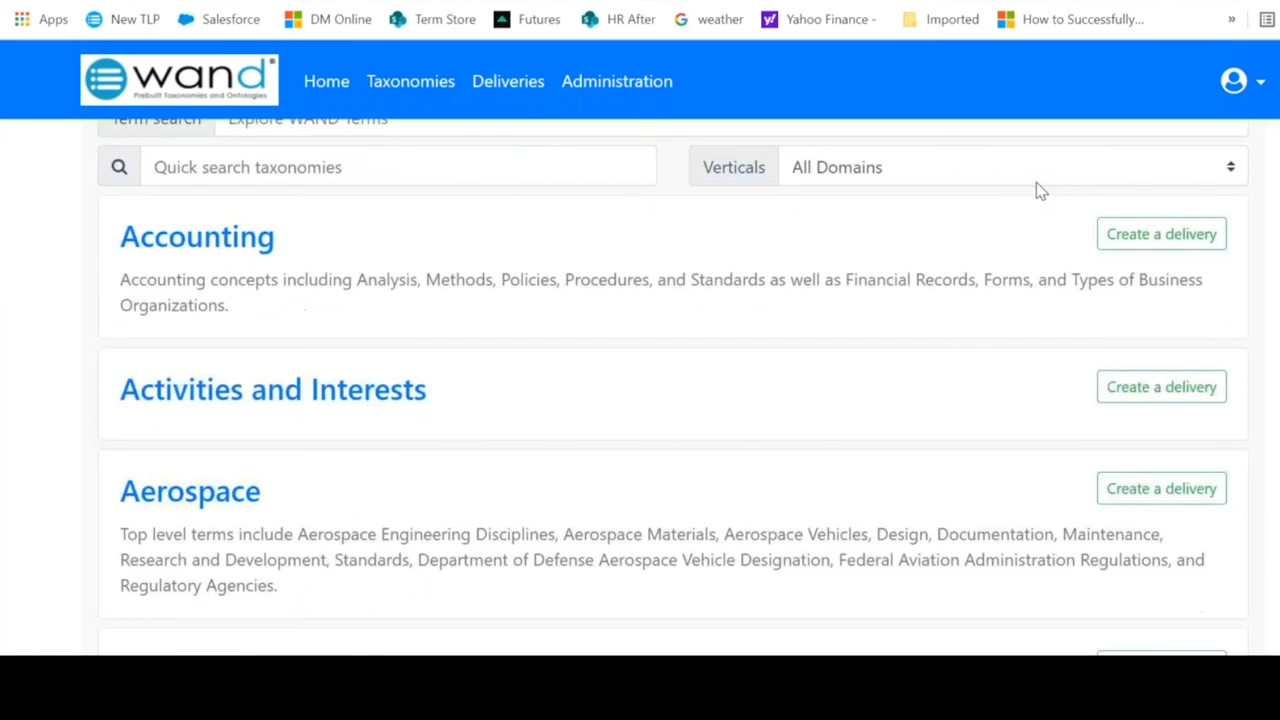 Apps New TLP Salesforce DM Online Term Store Futures HR After weather Yahoo Finance - Imported How to Successfully... »
wand®
Prebuilt Taxonomies and Ontologies
Home Taxonomies Deliveries Administration
Term search Explore WAND Terms
Quick search taxonomies Verticals All Domains
Accounting Create a delivery
Accounting concepts including Analysis, Methods, Policies, Procedures, and Standards as well as Financial Records, Forms, and Types of Business
Organizations.
Activities and Interests Create a delivery
Aerospace Create a delivery
Top level terms include Aerospace Engineering Disciplines, Aerospace Materials, Aerospace Vehicles, Design, Documentation, Maintenance,
Research and Development, Standards, Department of Defense Aerospace Vehicle Designation, Federal Aviation Administration Regulations, and
Regulatory Agencies.